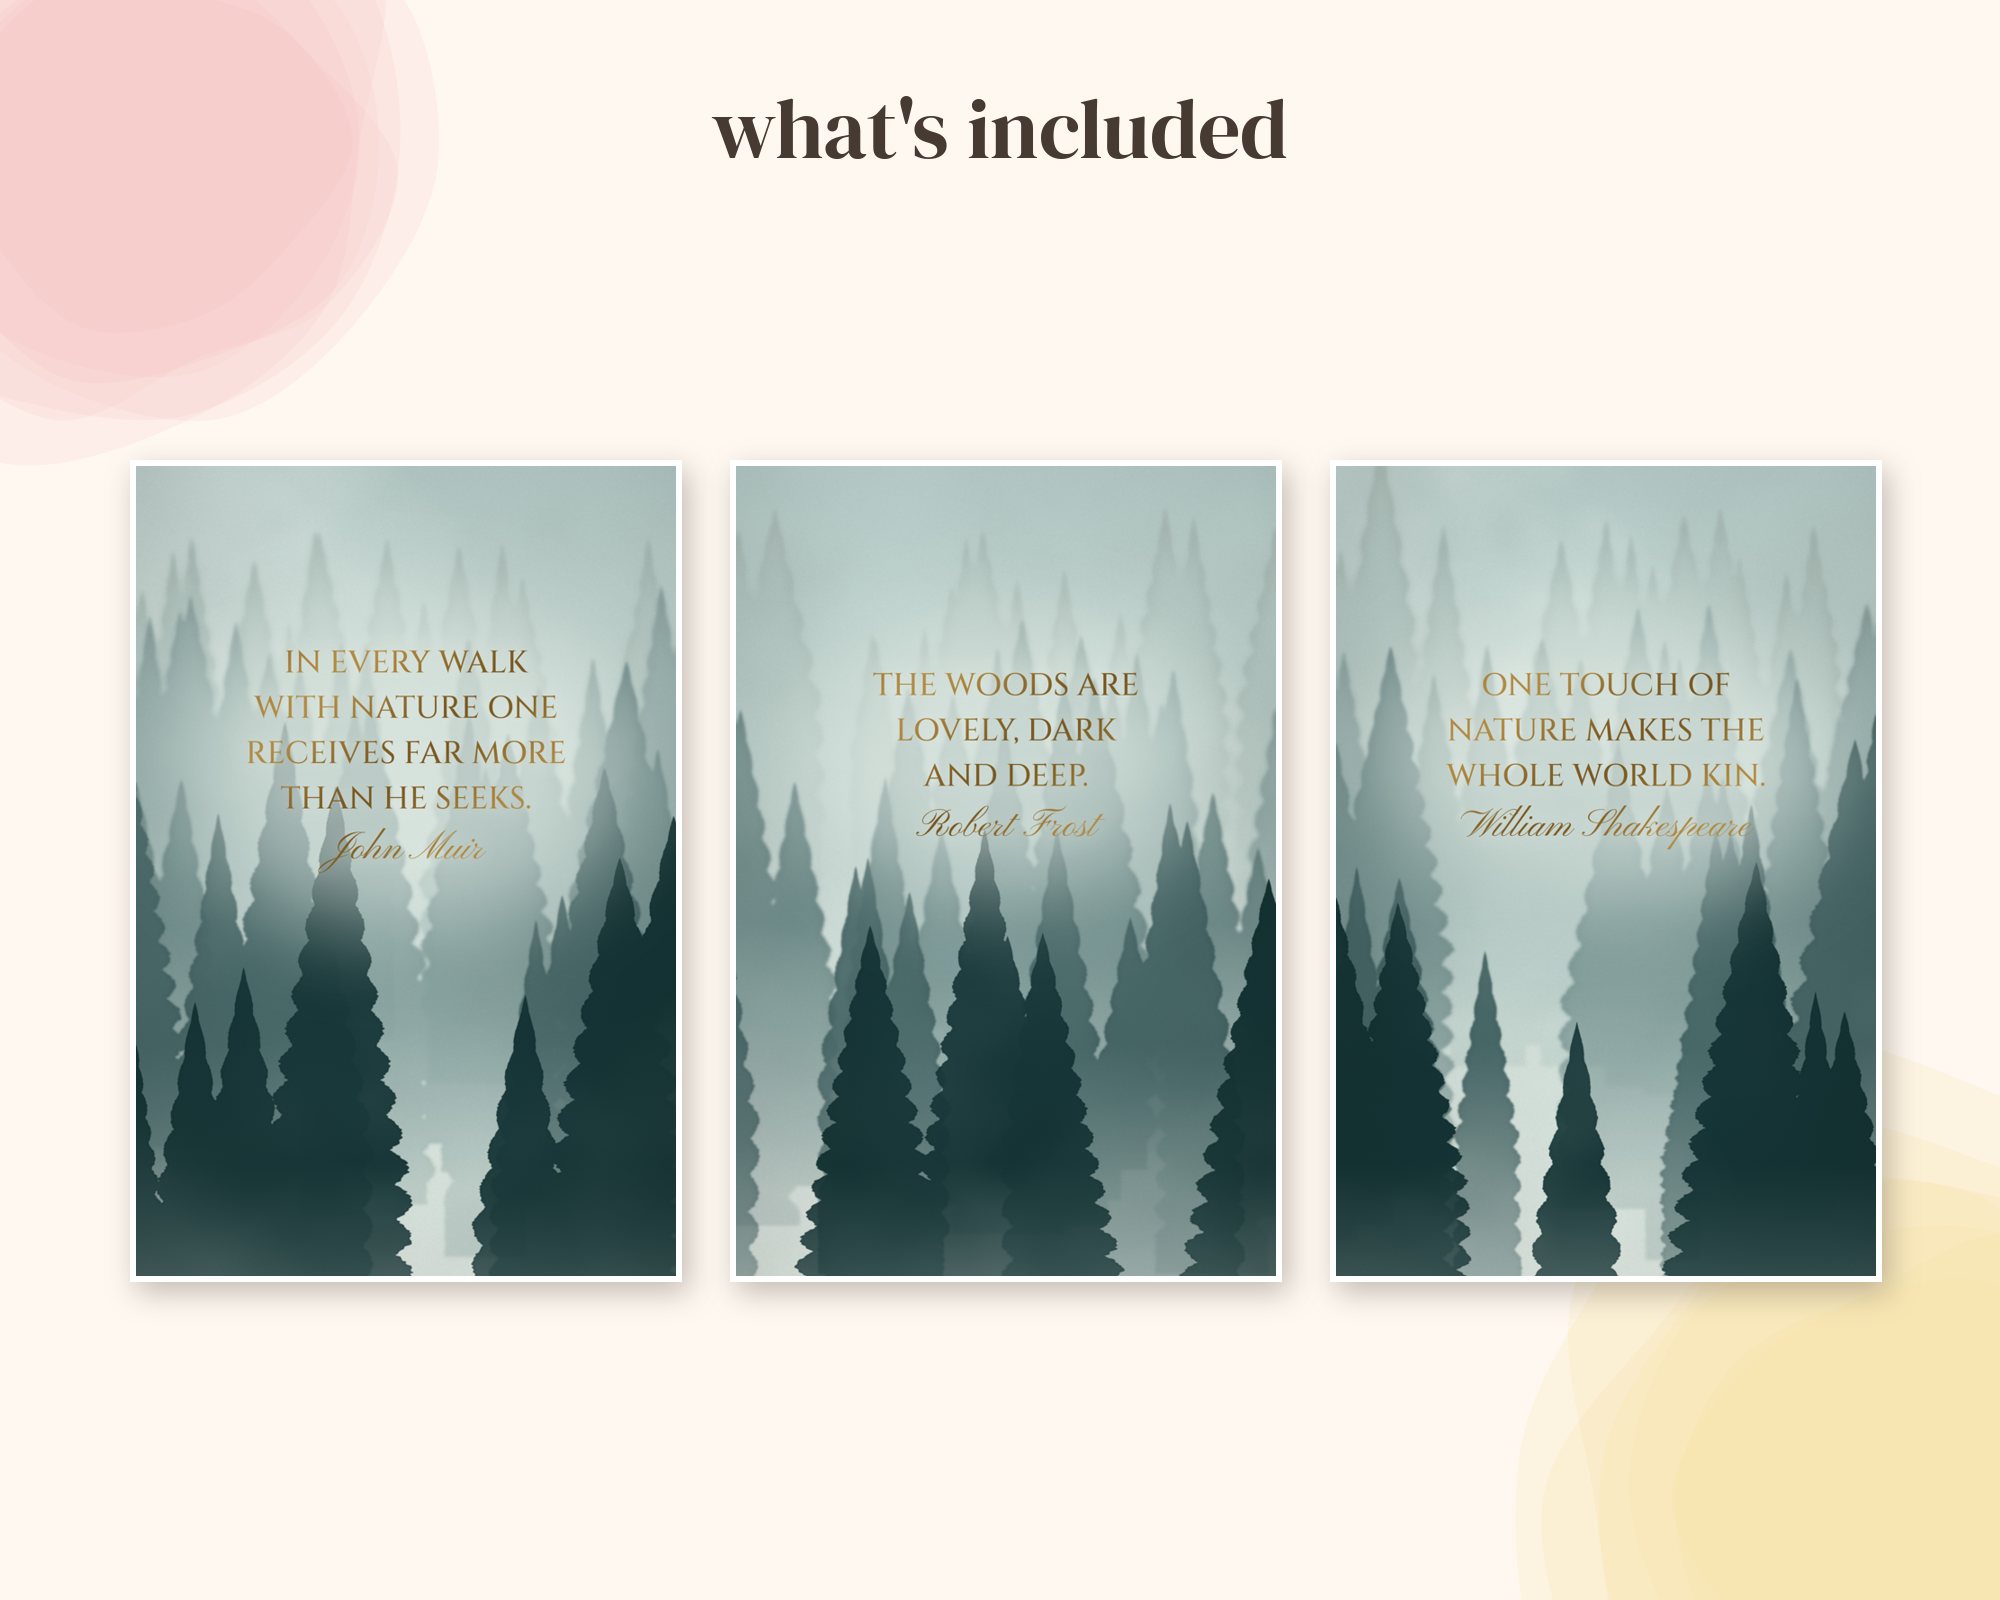 what's included
IN EVERY WALK
WITH NATURE ONE
RECEIVES FAR MORE
THAN HE SEEKS.
John Muir
THE WOODS ARE
LOVELY, DARK
AND DEEP.
Robert Frost
ONE TOUCH OF
NATURE MAKES THE
WHOLE WORLD KIN.
William Shakespeare